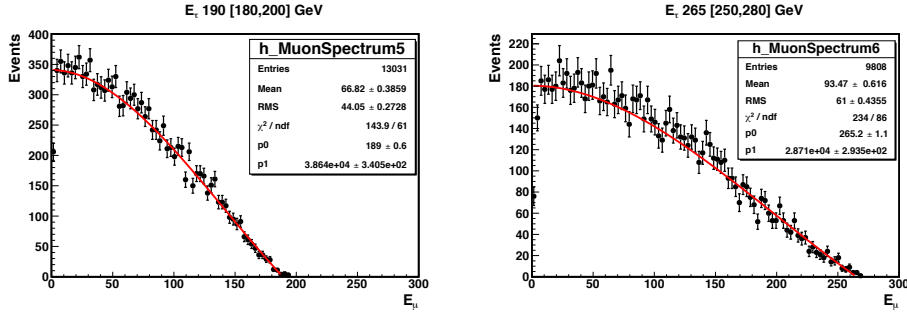 E_τ 190 [180,200] GeV
Events
400
350
300
250
200
150
100
50
0
0 50 100 150 200 250 300
E_μ
h_MuonSpectrum5
Entries 13031
Mean 66.82 ± 0.3859
RMS 44.05 ± 0.2728
χ² / ndf 143.9 / 61
p0 189 ± 0.6
p1 3.864e+04 ± 3.405e+02
E_τ 265 [250,280] GeV
Events
220
200
180
160
140
120
100
80
60
40
20
0
0 50 100 150 200 250 300
E_μ
h_MuonSpectrum6
Entries 9808
Mean 93.47 ± 0.616
RMS 61 ± 0.4355
χ² / ndf 234 / 86
p0 265.2 ± 1.1
p1 2.871e+04 ± 2.935e+02